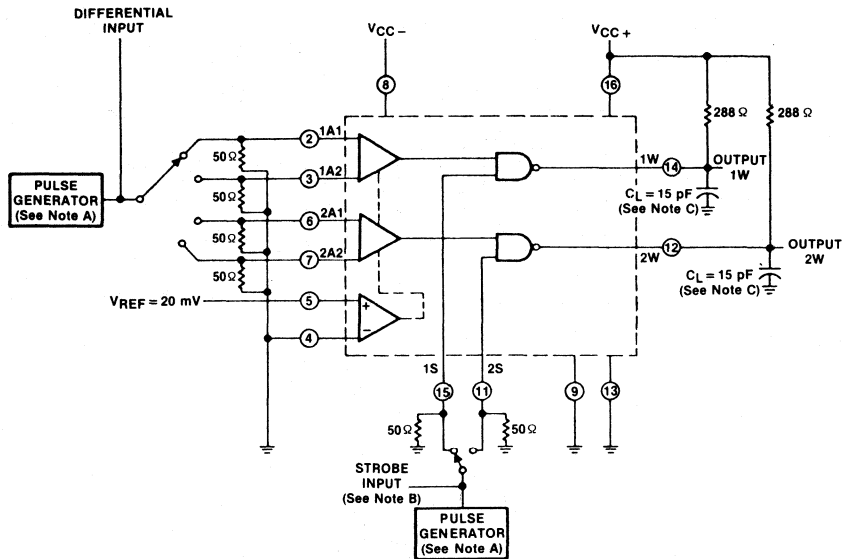 DIFFERENTIAL
INPUT
VCC−
VCC+
8
16
288 Ω
288 Ω
50 Ω
2
1A1
1W
14
OUTPUT
1W
PULSE
GENERATOR
(See Note A)
50 Ω
3
1A2
CL = 15 pF
(See Note C)
50 Ω
6
2A1
50 Ω
7
2A2
2W
12
OUTPUT
2W
CL = 15 pF
(See Note C)
VREF = 20 mV
5
+
4
−
1S
2S
15
11
9
13
50 Ω
50 Ω
STROBE
INPUT
(See Note B)
PULSE
GENERATOR
(See Note A)